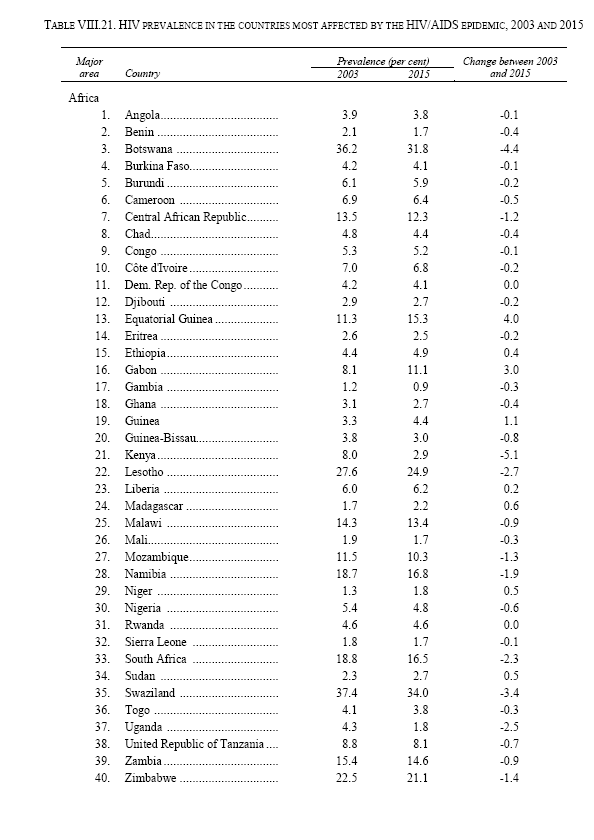 TABLE VIII.21. HIV PREVALENCE IN THE COUNTRIES MOST AFFECTED BY THE HIV/AIDS EPIDEMIC, 2003 AND 2015
Major area Country Prevalence (per cent) 2003 2015 Change between 2003 and 2015
Africa
1. Angola 3.9 3.8 -0.1
2. Benin 2.1 1.7 -0.4
3. Botswana 36.2 31.8 -4.4
4. Burkina Faso 4.2 4.1 -0.1
5. Burundi 6.1 5.9 -0.2
6. Cameroon 6.9 6.4 -0.5
7. Central African Republic 13.5 12.3 -1.2
8. Chad 4.8 4.4 -0.4
9. Congo 5.3 5.2 -0.1
10. Côte d'Ivoire 7.0 6.8 -0.2
11. Dem. Rep. of the Congo 4.2 4.1 0.0
12. Djibouti 2.9 2.7 -0.2
13. Equatorial Guinea 11.3 15.3 4.0
14. Eritrea 2.6 2.5 -0.2
15. Ethiopia 4.4 4.9 0.4
16. Gabon 8.1 11.1 3.0
17. Gambia 1.2 0.9 -0.3
18. Ghana 3.1 2.7 -0.4
19. Guinea 3.3 4.4 1.1
20. Guinea-Bissau 3.8 3.0 -0.8
21. Kenya 8.0 2.9 -5.1
22. Lesotho 27.6 24.9 -2.7
23. Liberia 6.0 6.2 0.2
24. Madagascar 1.7 2.2 0.6
25. Malawi 14.3 13.4 -0.9
26. Mali 1.9 1.7 -0.3
27. Mozambique 11.5 10.3 -1.3
28. Namibia 18.7 16.8 -1.9
29. Niger 1.3 1.8 0.5
30. Nigeria 5.4 4.8 -0.6
31. Rwanda 4.6 4.6 0.0
32. Sierra Leone 1.8 1.7 -0.1
33. South Africa 18.8 16.5 -2.3
34. Sudan 2.3 2.7 0.5
35. Swaziland 37.4 34.0 -3.4
36. Togo 4.1 3.8 -0.3
37. Uganda 4.3 1.8 -2.5
38. United Republic of Tanzania 8.8 8.1 -0.7
39. Zambia 15.4 14.6 -0.9
40. Zimbabwe 22.5 21.1 -1.4